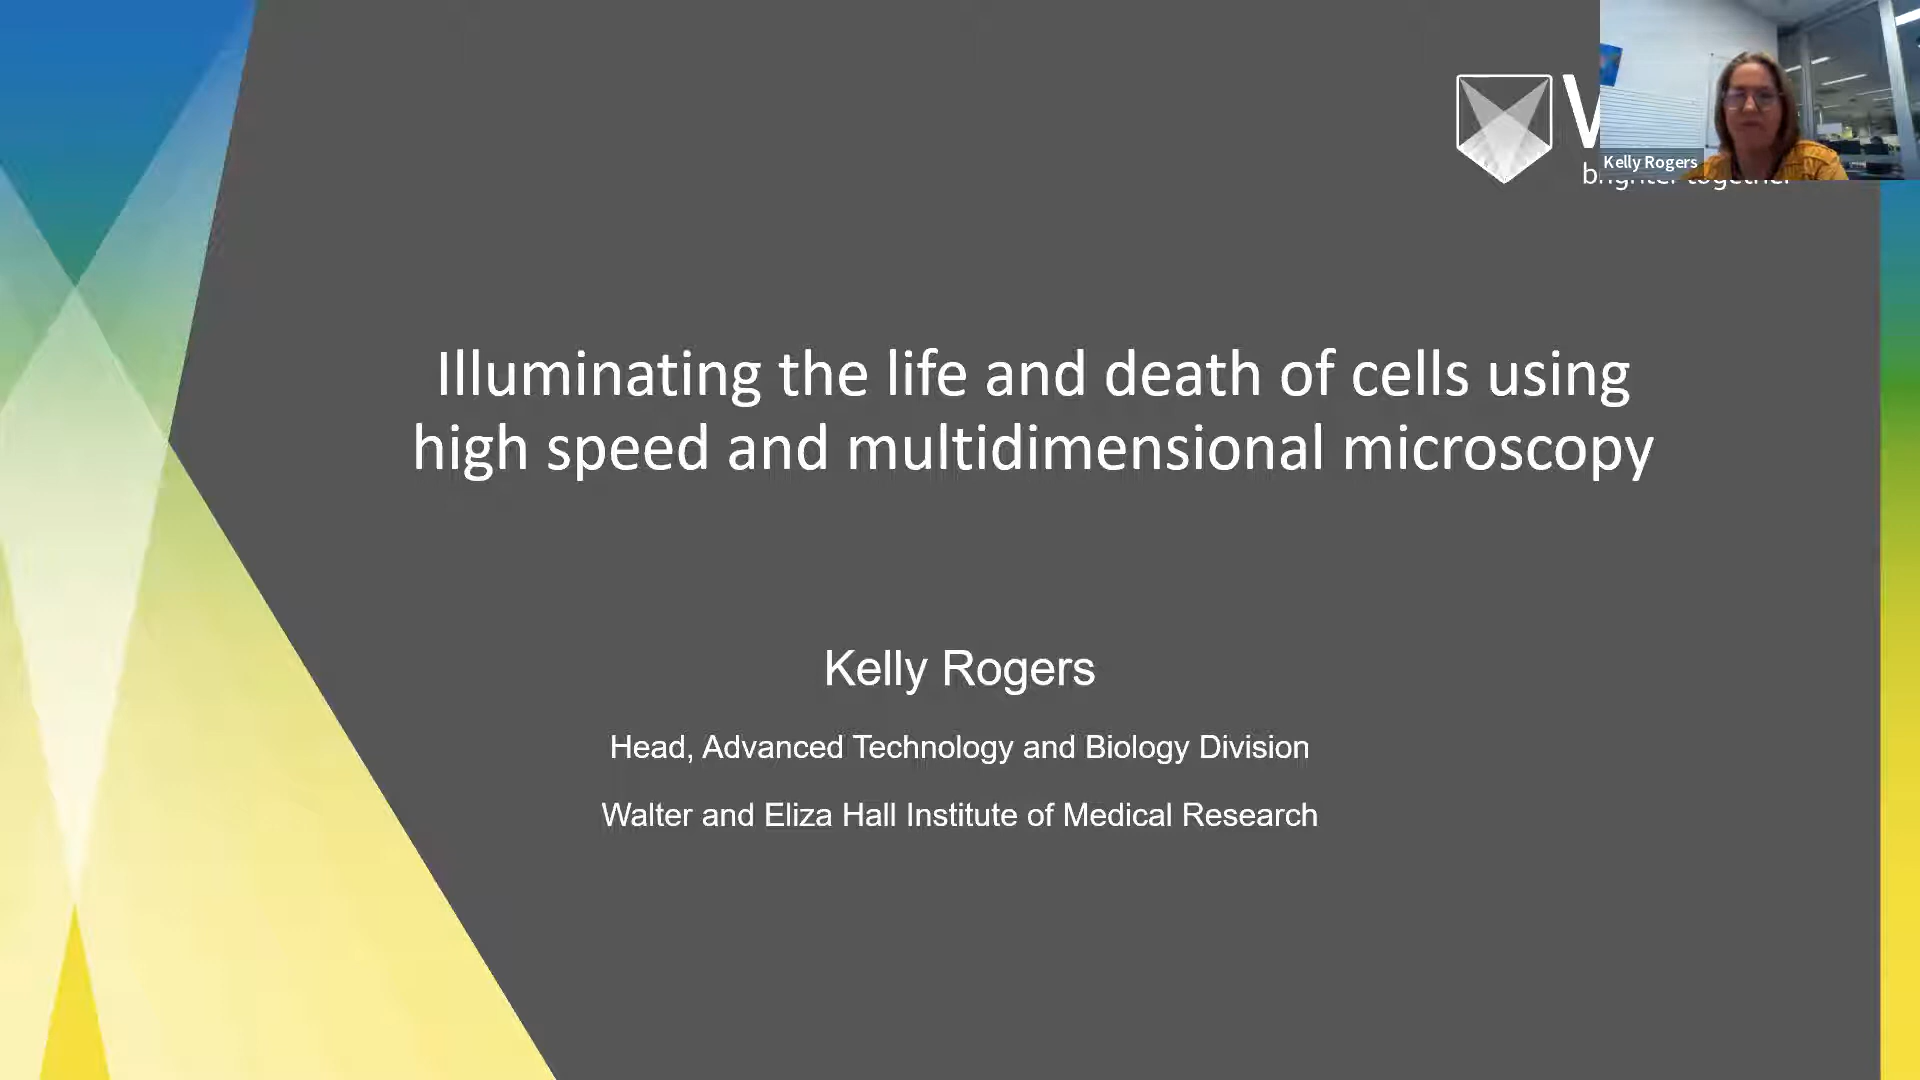 Kelly Rogers
Illuminating the life and death of cells using
high speed and multidimensional microscopy
Kelly Rogers
Head, Advanced Technology and Biology Division
Walter and Eliza Hall Institute of Medical Research